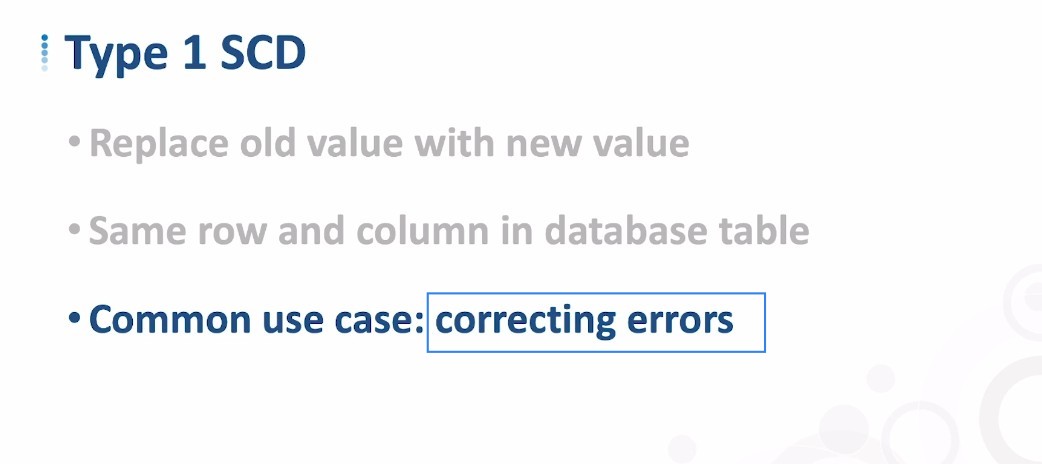 Type 1 SCD
• Replace old value with new value
• Same row and column in database table
• Common use case: correcting errors